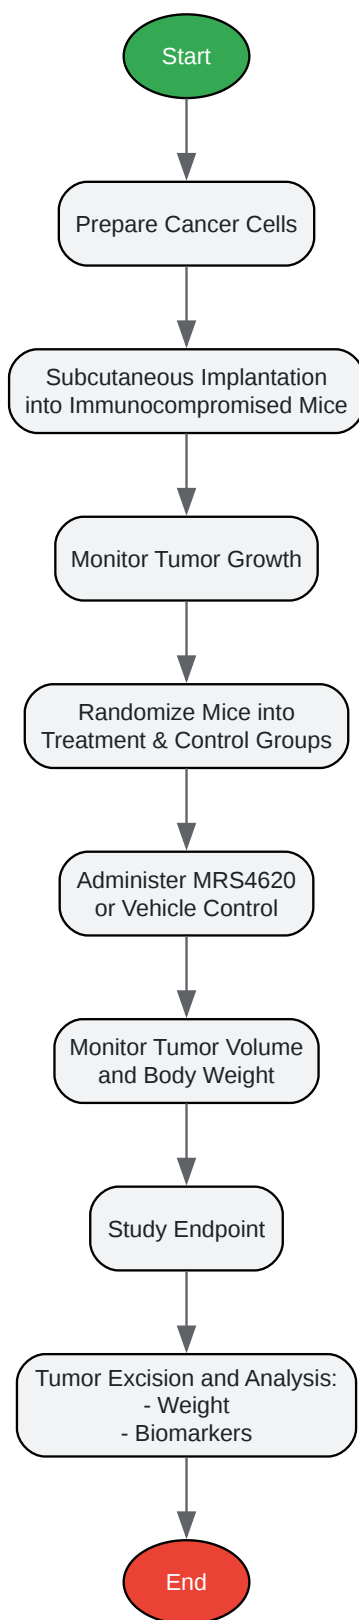 Start
Prepare Cancer Cells
Subcutaneous Implantation
into Immunocompromised Mice
Monitor Tumor Growth
Randomize Mice into
Treatment & Control Groups
Administer MRS4620
or Vehicle Control
Monitor Tumor Volume
and Body Weight
Study Endpoint
Tumor Excision and Analysis:
- Weight
- Biomarkers
End